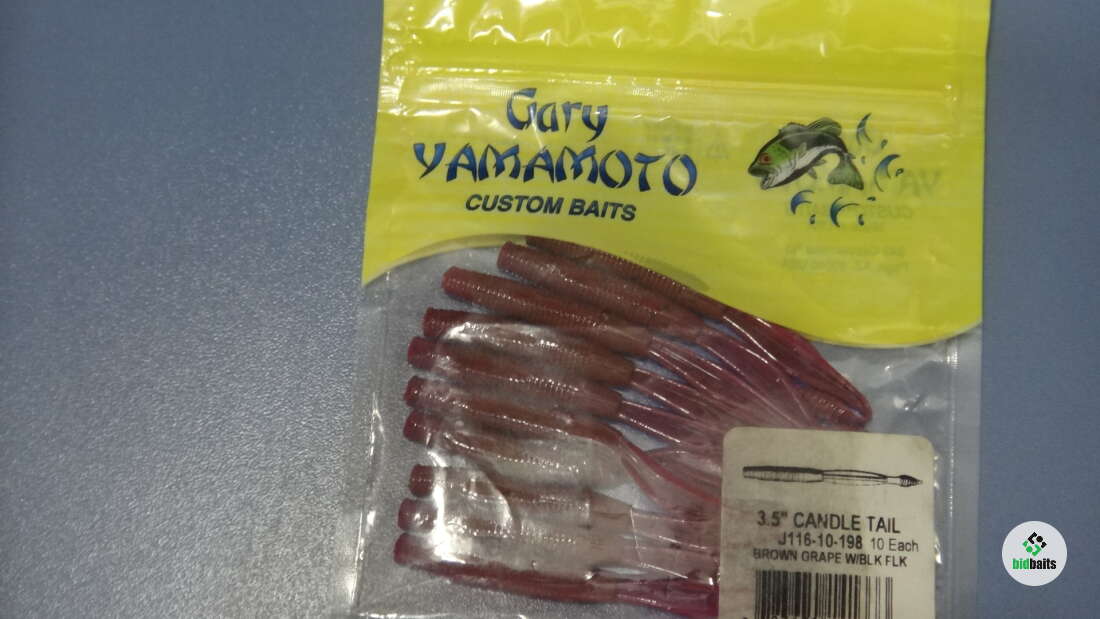 Gary
YAMAMOTO
CUSTOM BAITS
3.5" CANDLE TAIL
J116-10-198 10 Each
BROWN GRAPE W/BLK FLK
bidbaits